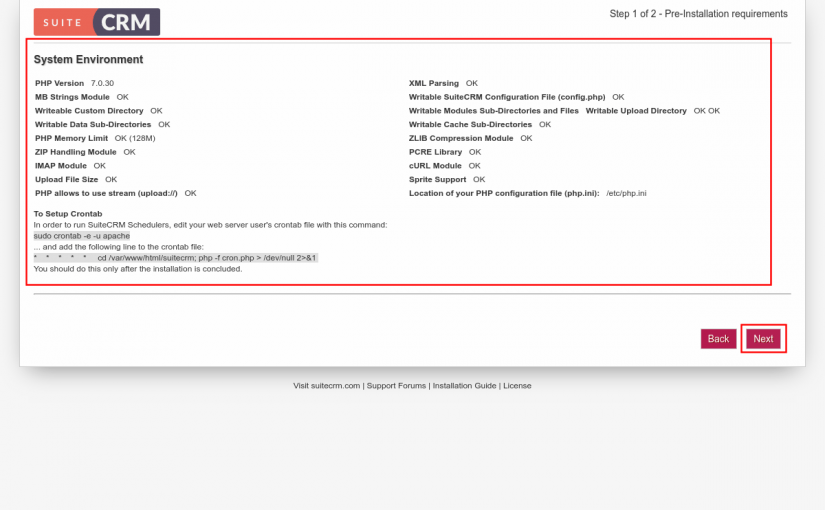 SUITE CRM
Step 1 of 2 - Pre-Installation requirements
System Environment
PHP Version 7.0.30
XML Parsing OK
MB Strings Module OK
Writable SuiteCRM Configuration File (config.php) OK
Writeable Custom Directory OK
Writable Modules Sub-Directories and Files Writable Upload Directory OK OK
Writable Data Sub-Directories OK
Writable Cache Sub-Directories OK
PHP Memory Limit OK (128M)
ZLIB Compression Module OK
ZIP Handling Module OK
PCRE Library OK
IMAP Module OK
cURL Module OK
Upload File Size OK
Sprite Support OK
PHP allows to use stream (upload://) OK
Location of your PHP configuration file (php.ini): /etc/php.ini
To Setup Crontab
In order to run SuiteCRM Schedulers, edit your web server user's crontab file with this command:
sudo crontab -e -u apache
... and add the following line to the crontab file:
* * * * * cd /var/www/html/suitecrm; php -f cron.php > /dev/null 2>&1
You should do this only after the installation is concluded.
Back Next
Visit suitecrm.com | Support Forums | Installation Guide | License